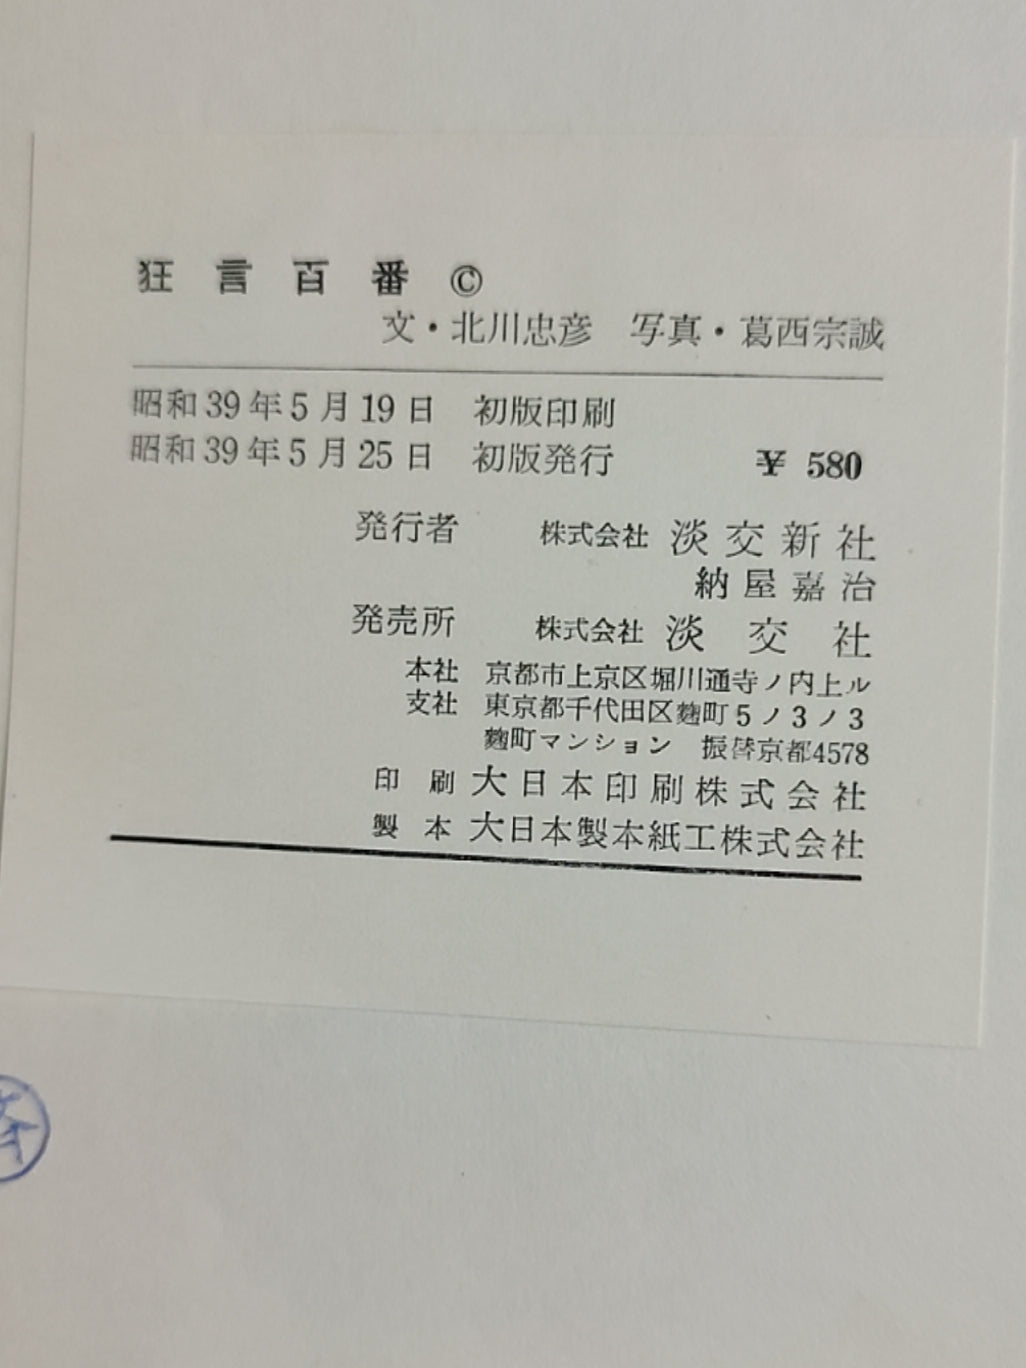 狂言百番 ©
文・北川忠彦 写真・葛西宗誠
昭和39年5月19日 初版印刷
昭和39年5月25日 初版発行 ¥ 580
発行者 株式会社 淡交新社
納屋嘉治
発売所 株式会社 淡交社
本社 京都市上京区堀川通寺ノ内上ル
支社 東京都千代田区麴町5ノ3ノ3
麴町マンション 振替京都4578
印刷 大日本印刷株式会社
製本 大日本製本紙工株式会社